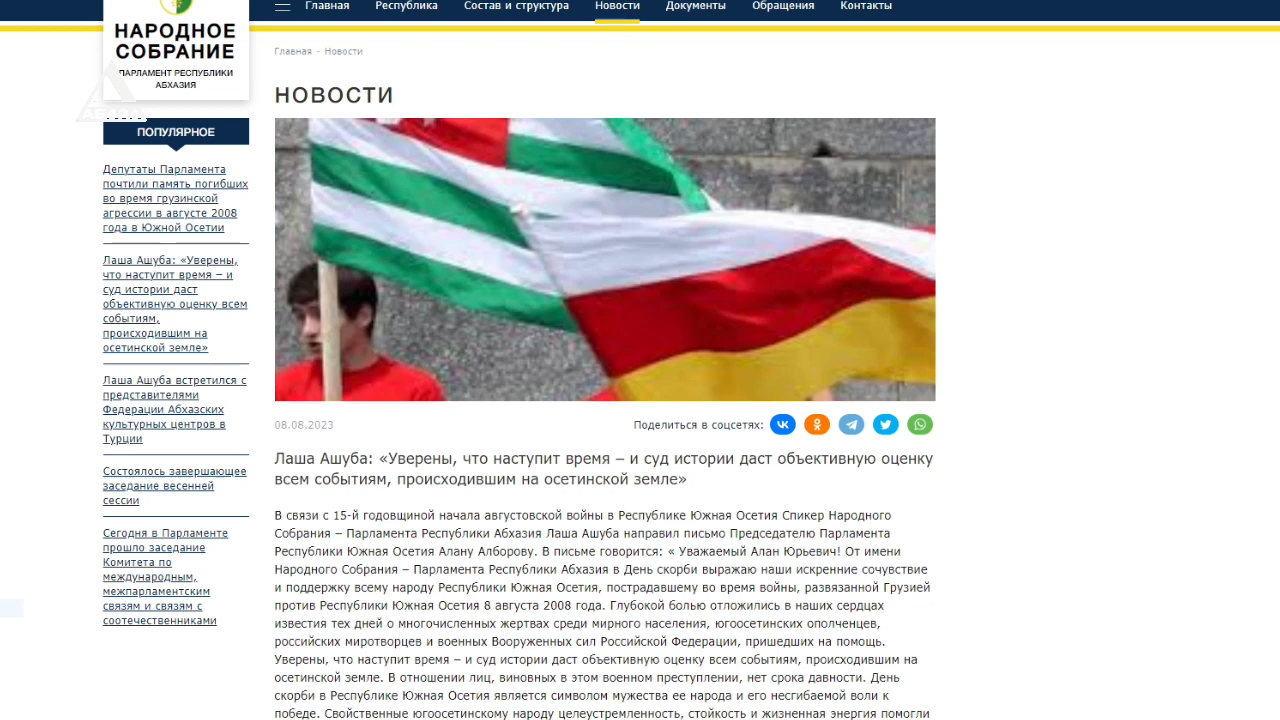 Главная Республика Состав и структура Новости Документы Обращения Контакты
НАРОДНОЕ
СОБРАНИЕ
ПАРЛАМЕНТ РЕСПУБЛИКИ
АБХАЗИЯ
Главная - Новости
НОВОСТИ
ПОПУЛЯРНОЕ
Депутаты Парламента
почтили память погибших
во время грузинской
агрессии в августе 2008
года в Южной Осетии
Лаша Ашуба: «Уверены,
что наступит время – и
суд истории даст
объективную оценку всем
событиям,
происходившим на
осетинской земле»
Лаша Ашуба встретился с
представителями
Федерации Абхазских
культурных центров в
Турции
Состоялось завершающее
заседание весенней
сессии
Сегодня в Парламенте
прошло заседание
Комитета по
международным,
межпарламентским
связям и связям с
соотечественниками
08.08.2023
Поделиться в соцсетях:
Лаша Ашуба: «Уверены, что наступит время – и суд истории даст объективную оценку
всем событиям, происходившим на осетинской земле»
В связи с 15-й годовщиной начала августовской войны в Республике Южная Осетия Спикер Народного
Собрания – Парламента Республики Абхазия Лаша Ашуба направил письмо Председателю Парламента
Республики Южная Осетия Алану Алборову. В письме говорится: « Уважаемый Алан Юрьевич! От имени
Народного Собрания – Парламента Республики Абхазия в День скорби выражаю наши искренние сочувствие
и поддержку всему народу Республики Южная Осетия, пострадавшему во время войны, развязанной Грузией
против Республики Южная Осетия 8 августа 2008 года. Глубокой болью отложились в наших сердцах
известия тех дней о многочисленных жертвах среди мирного населения, югоосетинских ополченцев,
российских миротворцев и военных Вооруженных сил Российской Федерации, пришедших на помощь.
Уверены, что наступит время – и суд истории даст объективную оценку всем событиям, происходившим на
осетинской земле. В отношении лиц, виновных в этом военном преступлении, нет срока давности. День
скорби в Республике Южная Осетия является символом мужества ее народа и его несгибаемой воли к
победе. Свойственные югоосетинскому народу целеустремленность, стойкость и жизненная энергия помогли